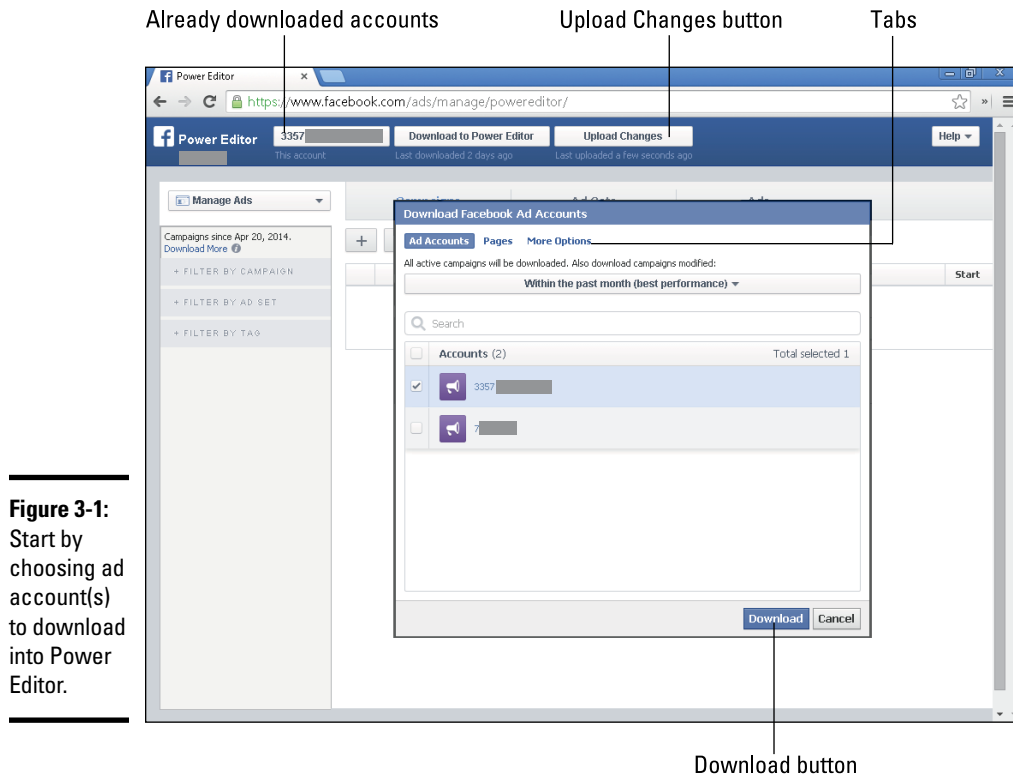 Already downloaded accounts
Upload Changes button
Tabs
Power Editor
https://www.facebook.com/ads/manage/powereditor/
Power Editor
3357
Download to Power Editor
Upload Changes
Help
This account
Last downloaded 2 days ago
Last uploaded a few seconds ago
Manage Ads
Campaigns since Apr 20, 2014.
Download More
+ FILTER BY CAMPAIGN
+ FILTER BY AD SET
+ FILTER BY TAG
Campaigns
Ad Sets
Ads
Start
Download Facebook Ad Accounts
Ad Accounts
Pages
More Options
All active campaigns will be downloaded. Also download campaigns modified:
Within the past month (best performance)
Search
Accounts (2)
Total selected 1
3357
7
Download
Cancel
Figure 3-1:
Start by
choosing ad
account(s)
to download
into Power
Editor.
Download button